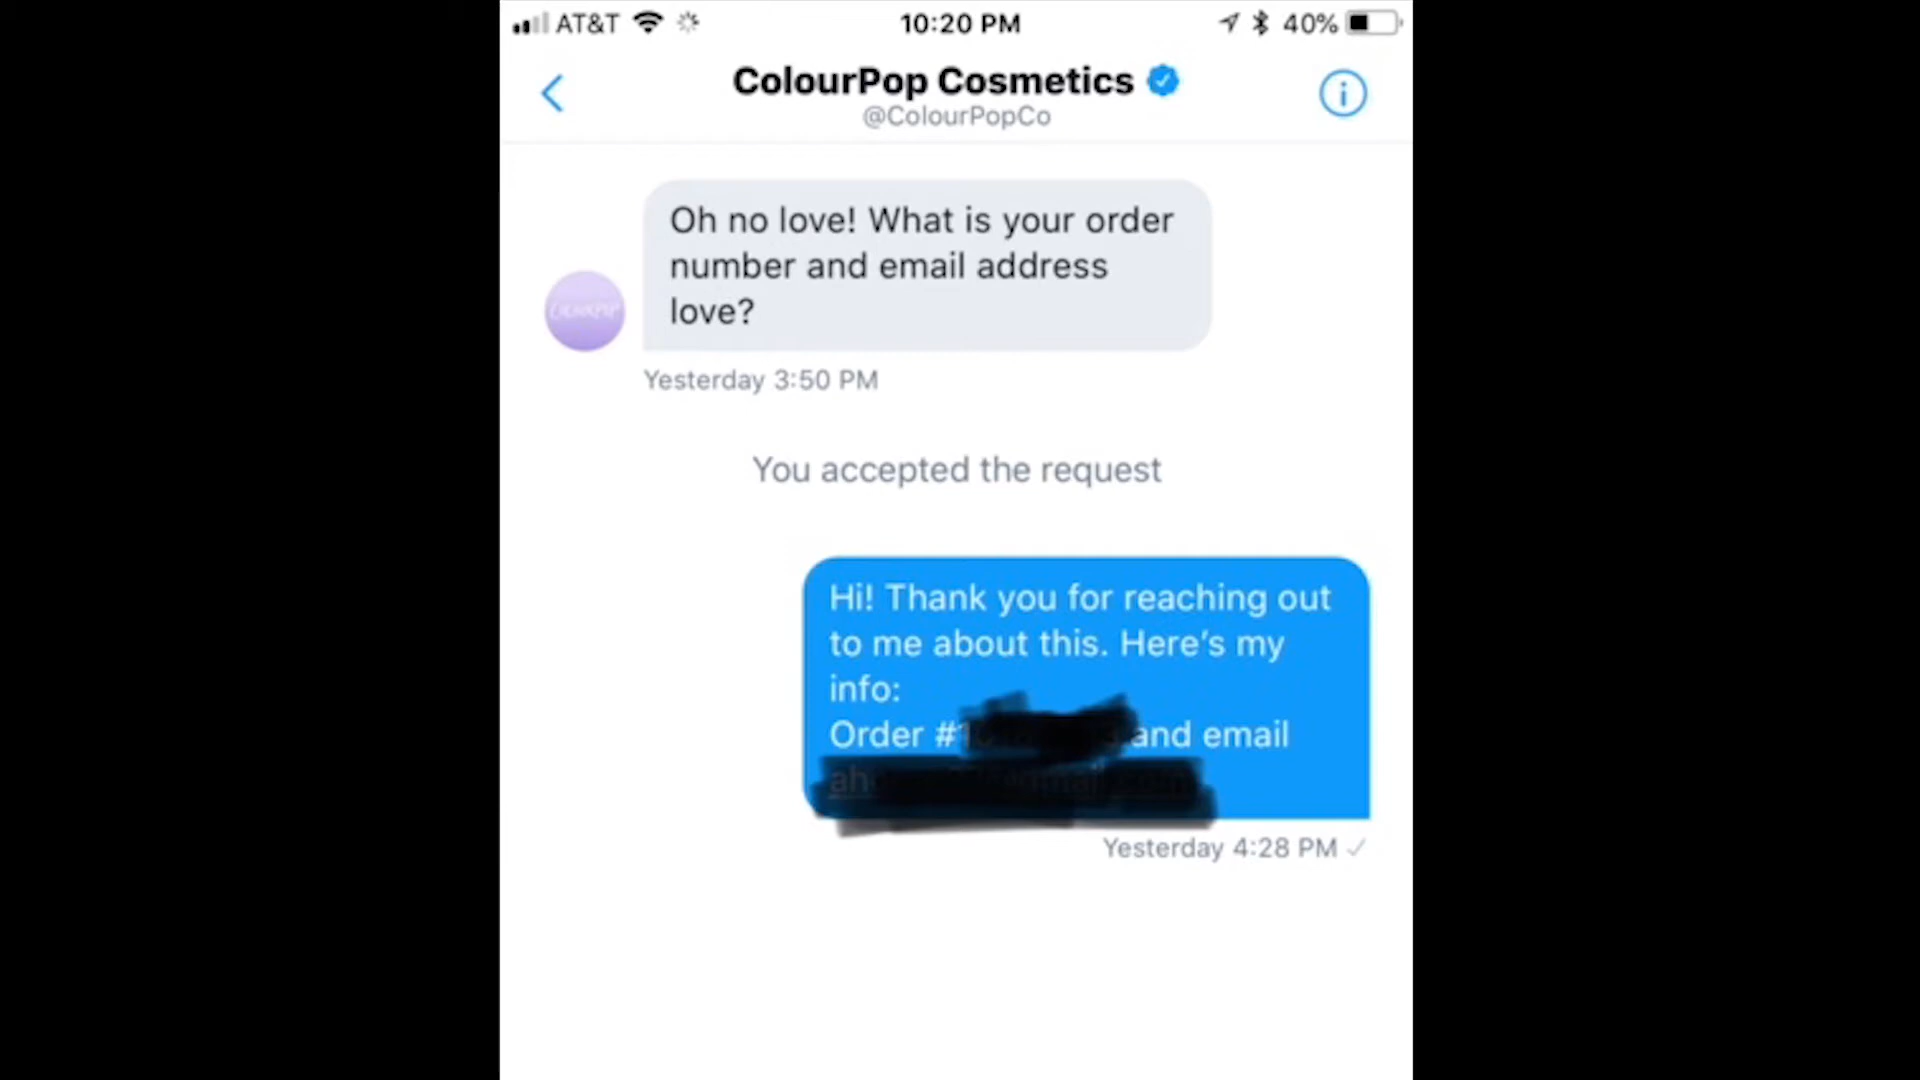 AT&T 10:20 PM 40%
ColourPop Cosmetics
@ColourPopCo
Oh no love! What is your order
number and email address
love?
COLOURPOP
Yesterday 3:50 PM
You accepted the request
Hi! Thank you for reaching out
to me about this. Here's my
info:
Order # and email
Yesterday 4:28 PM